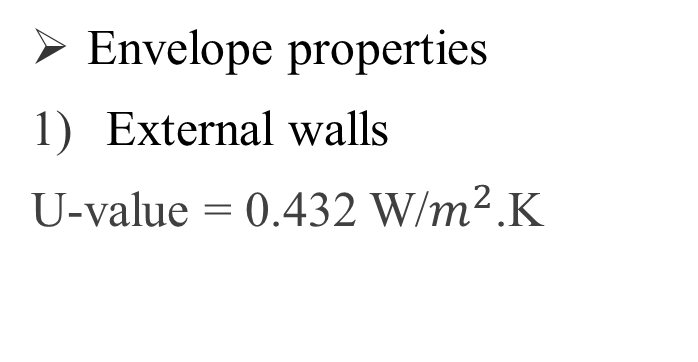 ➢ Envelope properties
1) External walls
U-value = 0.432 W/m².K